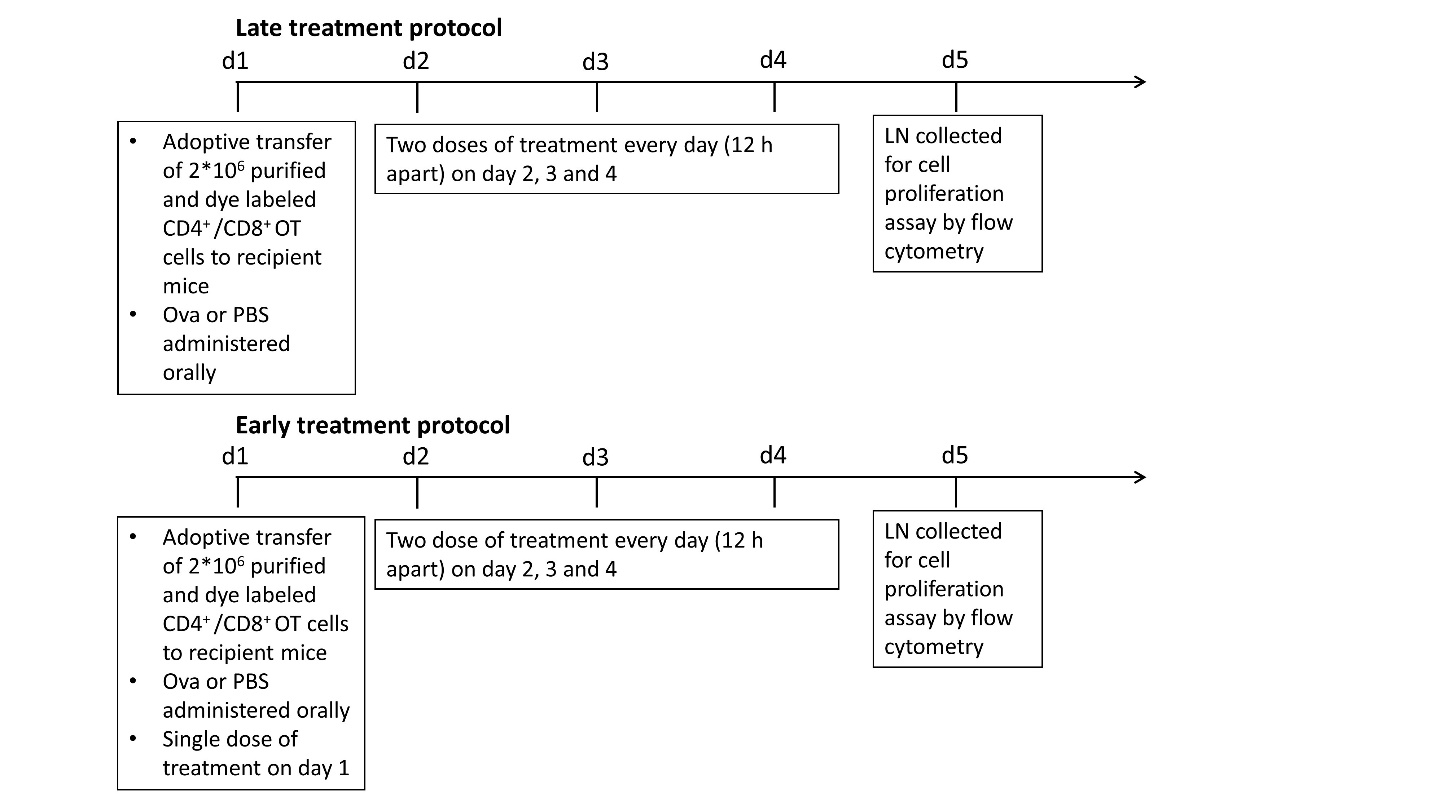 Late treatment protocol
d1 d2 d3 d4 d5
• Adoptive transfer
of 2*10⁶ purified
and dye labeled
CD4⁺/CD8⁺ OT
cells to recipient
mice
• Ova or PBS
administered
orally
Two doses of treatment every day (12 h
apart) on day 2, 3 and 4
LN collected
for cell
proliferation
assay by flow
cytometry
Early treatment protocol
d1 d2 d3 d4 d5
• Adoptive transfer
of 2*10⁶ purified
and dye labeled
CD4⁺/CD8⁺ OT cells
to recipient mice
• Ova or PBS
administered orally
• Single dose of
treatment on day 1
Two dose of treatment every day (12 h
apart) on day 2, 3 and 4
LN collected
for cell
proliferation
assay by flow
cytometry